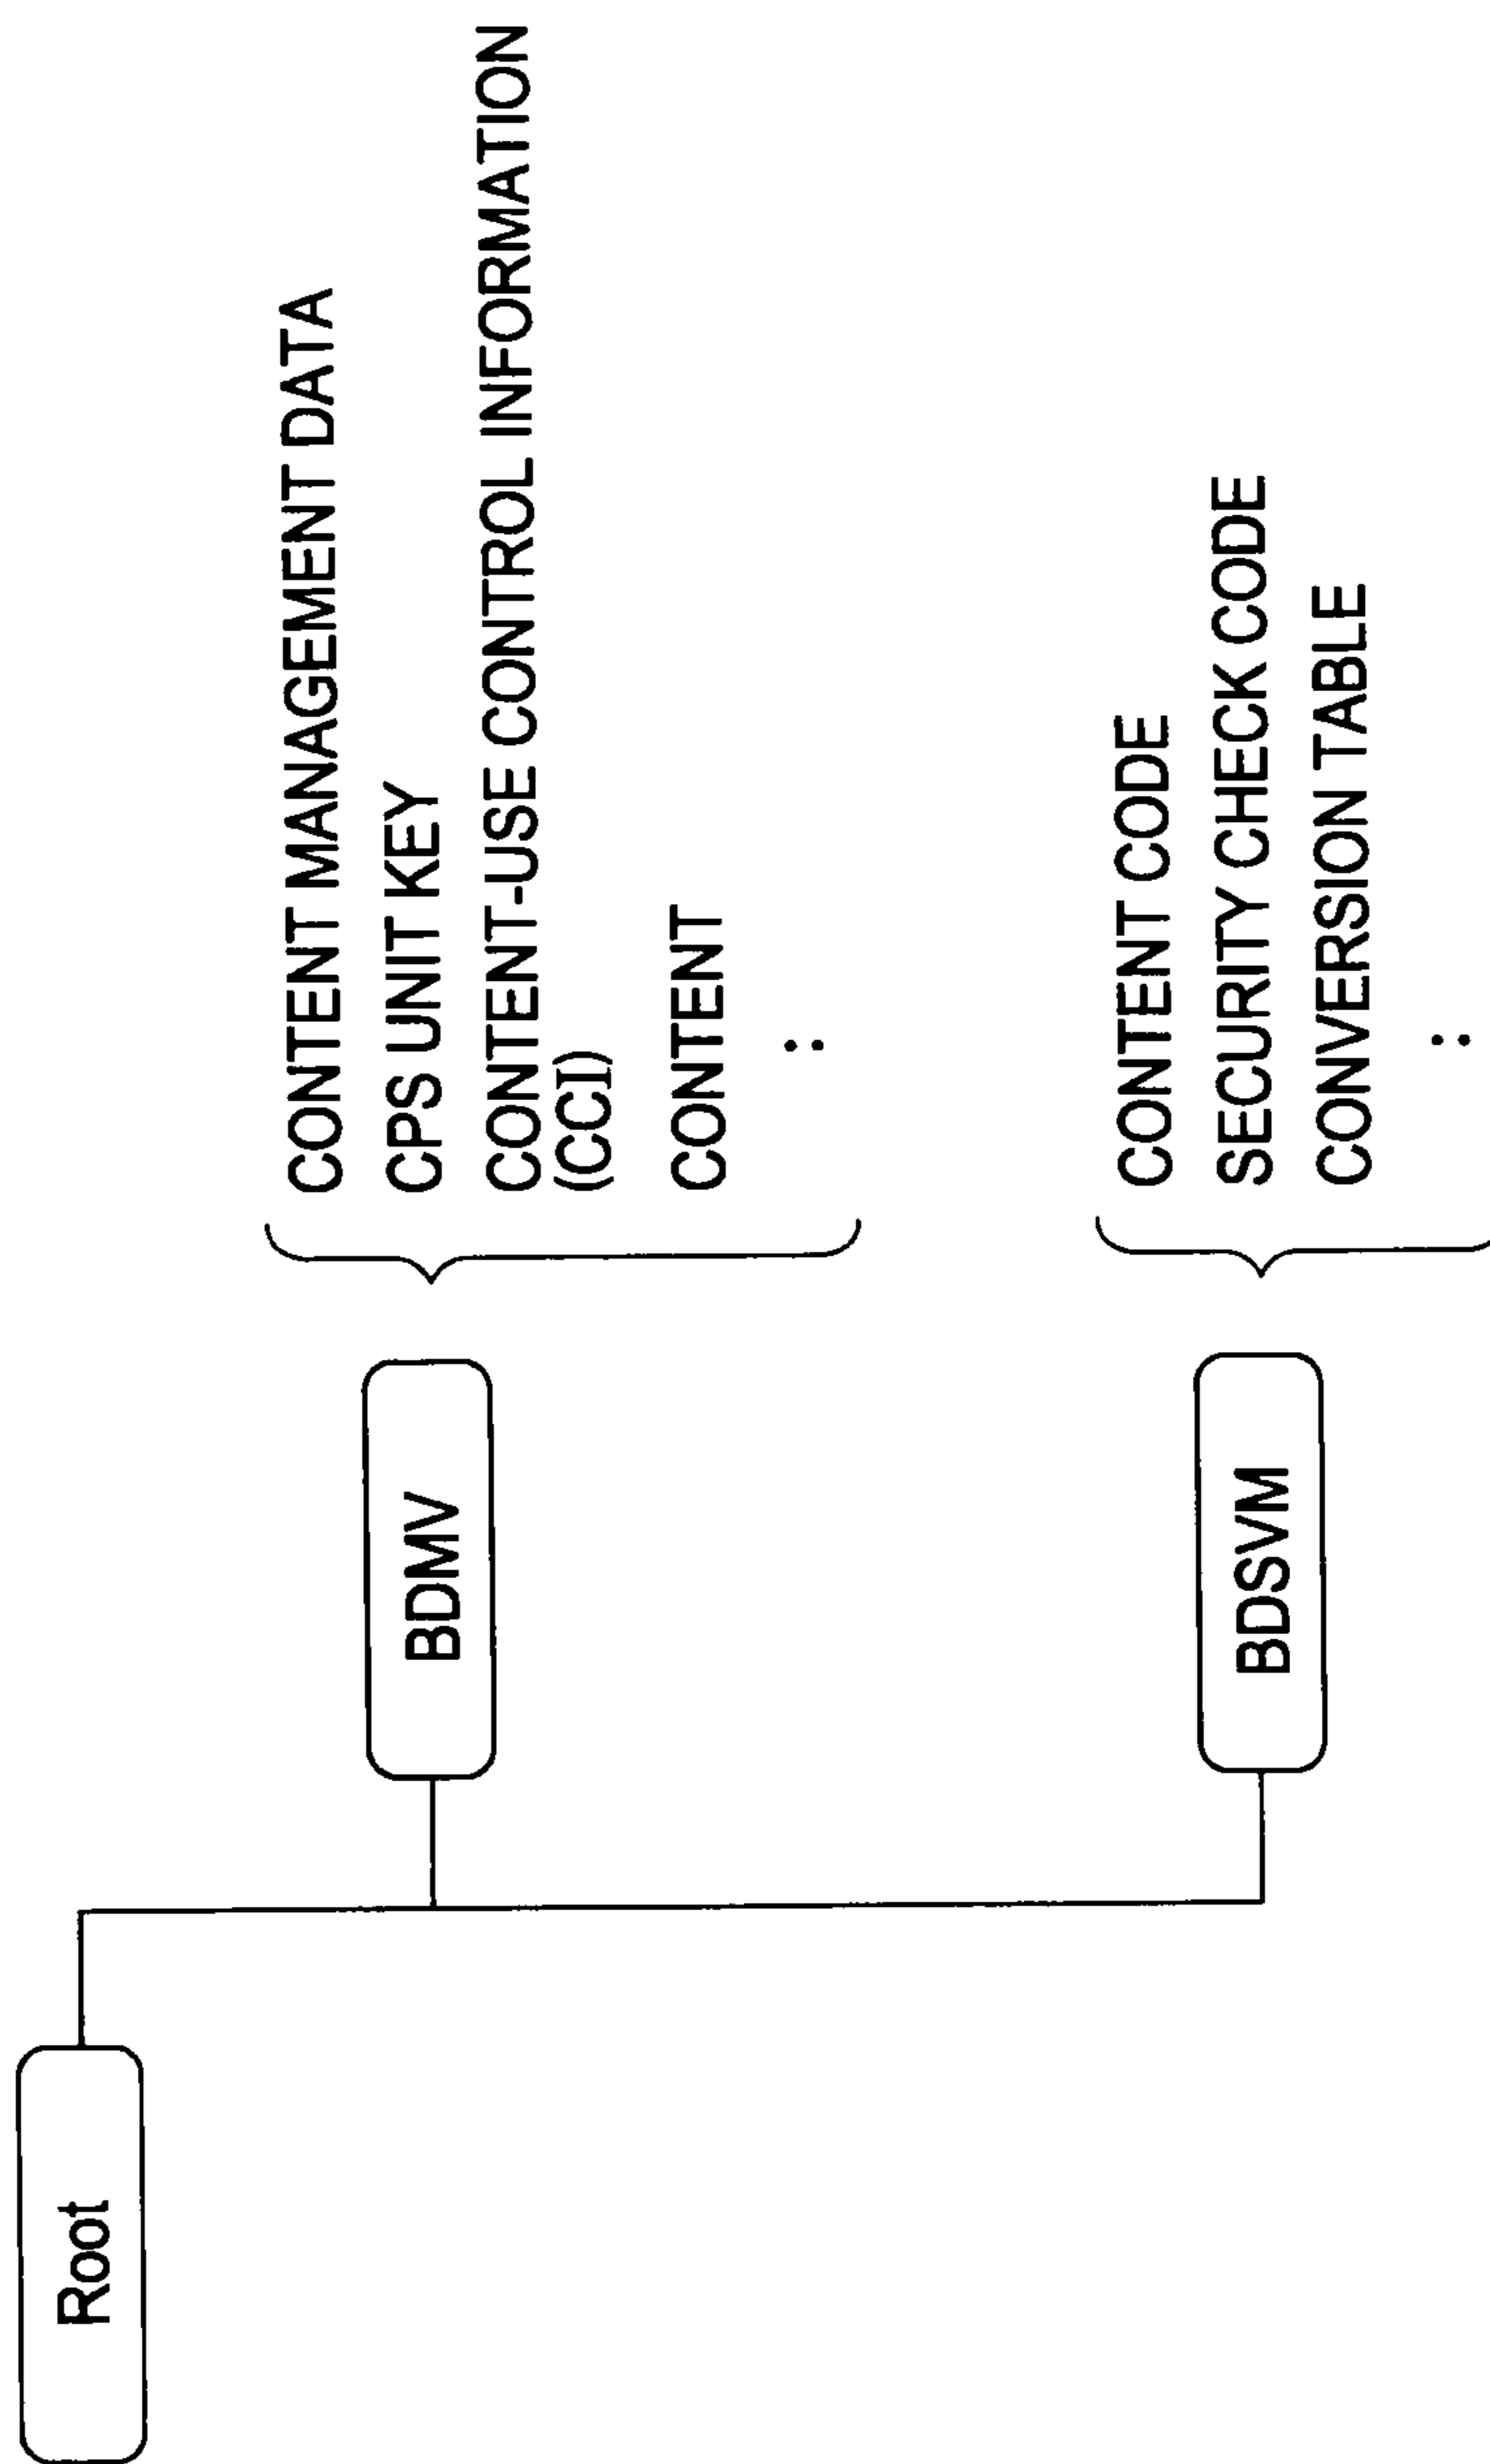 Root
BDMV
CONTENT MANAGEMENT DATA
CPS UNIT KEY
CONTENT-USE CONTROL INFORMATION
(CCI)
CONTENT
:
BDSVM
CONTENT CODE
SECURITY CHECK CODE
CONVERSION TABLE
: